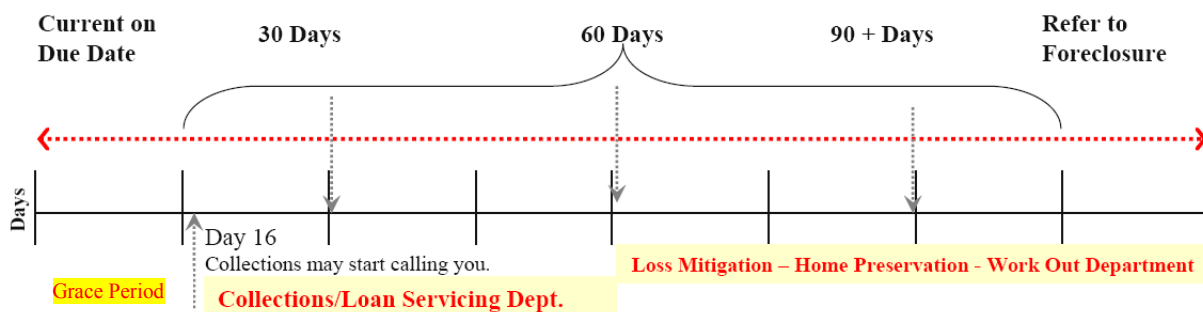 Current on
Due Date
30 Days
60 Days
90 + Days
Refer to
Foreclosure
Days
Day 16
Collections may start calling you.
Grace Period
Collections/Loan Servicing Dept.
Loss Mitigation – Home Preservation - Work Out Department